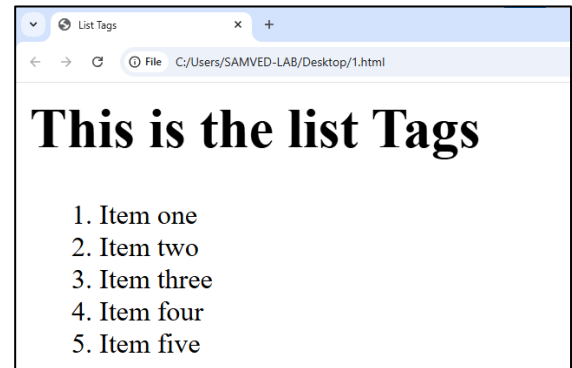 List Tags
File C:/Users/SAMVED-LAB/Desktop/1.html
This is the list Tags
1. Item one
2. Item two
3. Item three
4. Item four
5. Item five